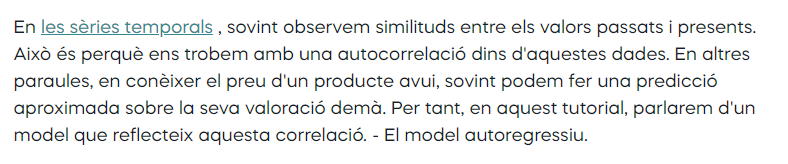 En les sèries temporals , sovint observem similituds entre els valors passats i presents.
Això és perquè ens trobem amb una autocorrelació dins d'aquestes dades. En altres
paraules, en conèixer el preu d'un producte avui, sovint podem fer una predicció
aproximada sobre la seva valoració demà. Per tant, en aquest tutorial, parlarem d'un
model que reflecteix aquesta correlació. - El model autoregressiu.